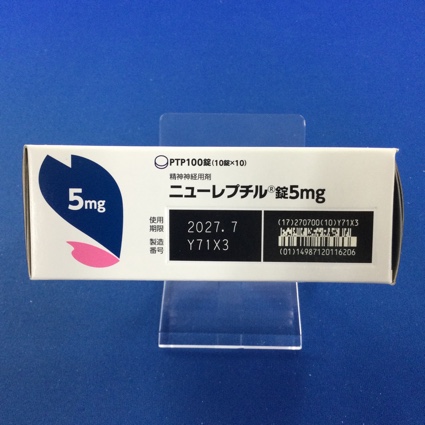 PTP100錠(10錠×10)
精神神経用剤
ニューレプチル®錠5mg
5mg
使用期限 2027.7
製造番号 Y71X3
(17)270700(10)Y71X3
(01)14987120116206